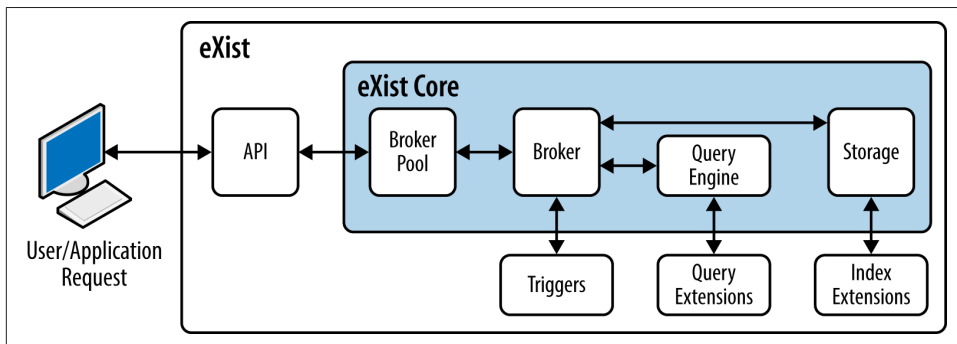 eXist
eXist Core
API
Broker
Pool
Broker
Query
Engine
Storage
User/Application
Request
Triggers
Query
Extensions
Index
Extensions